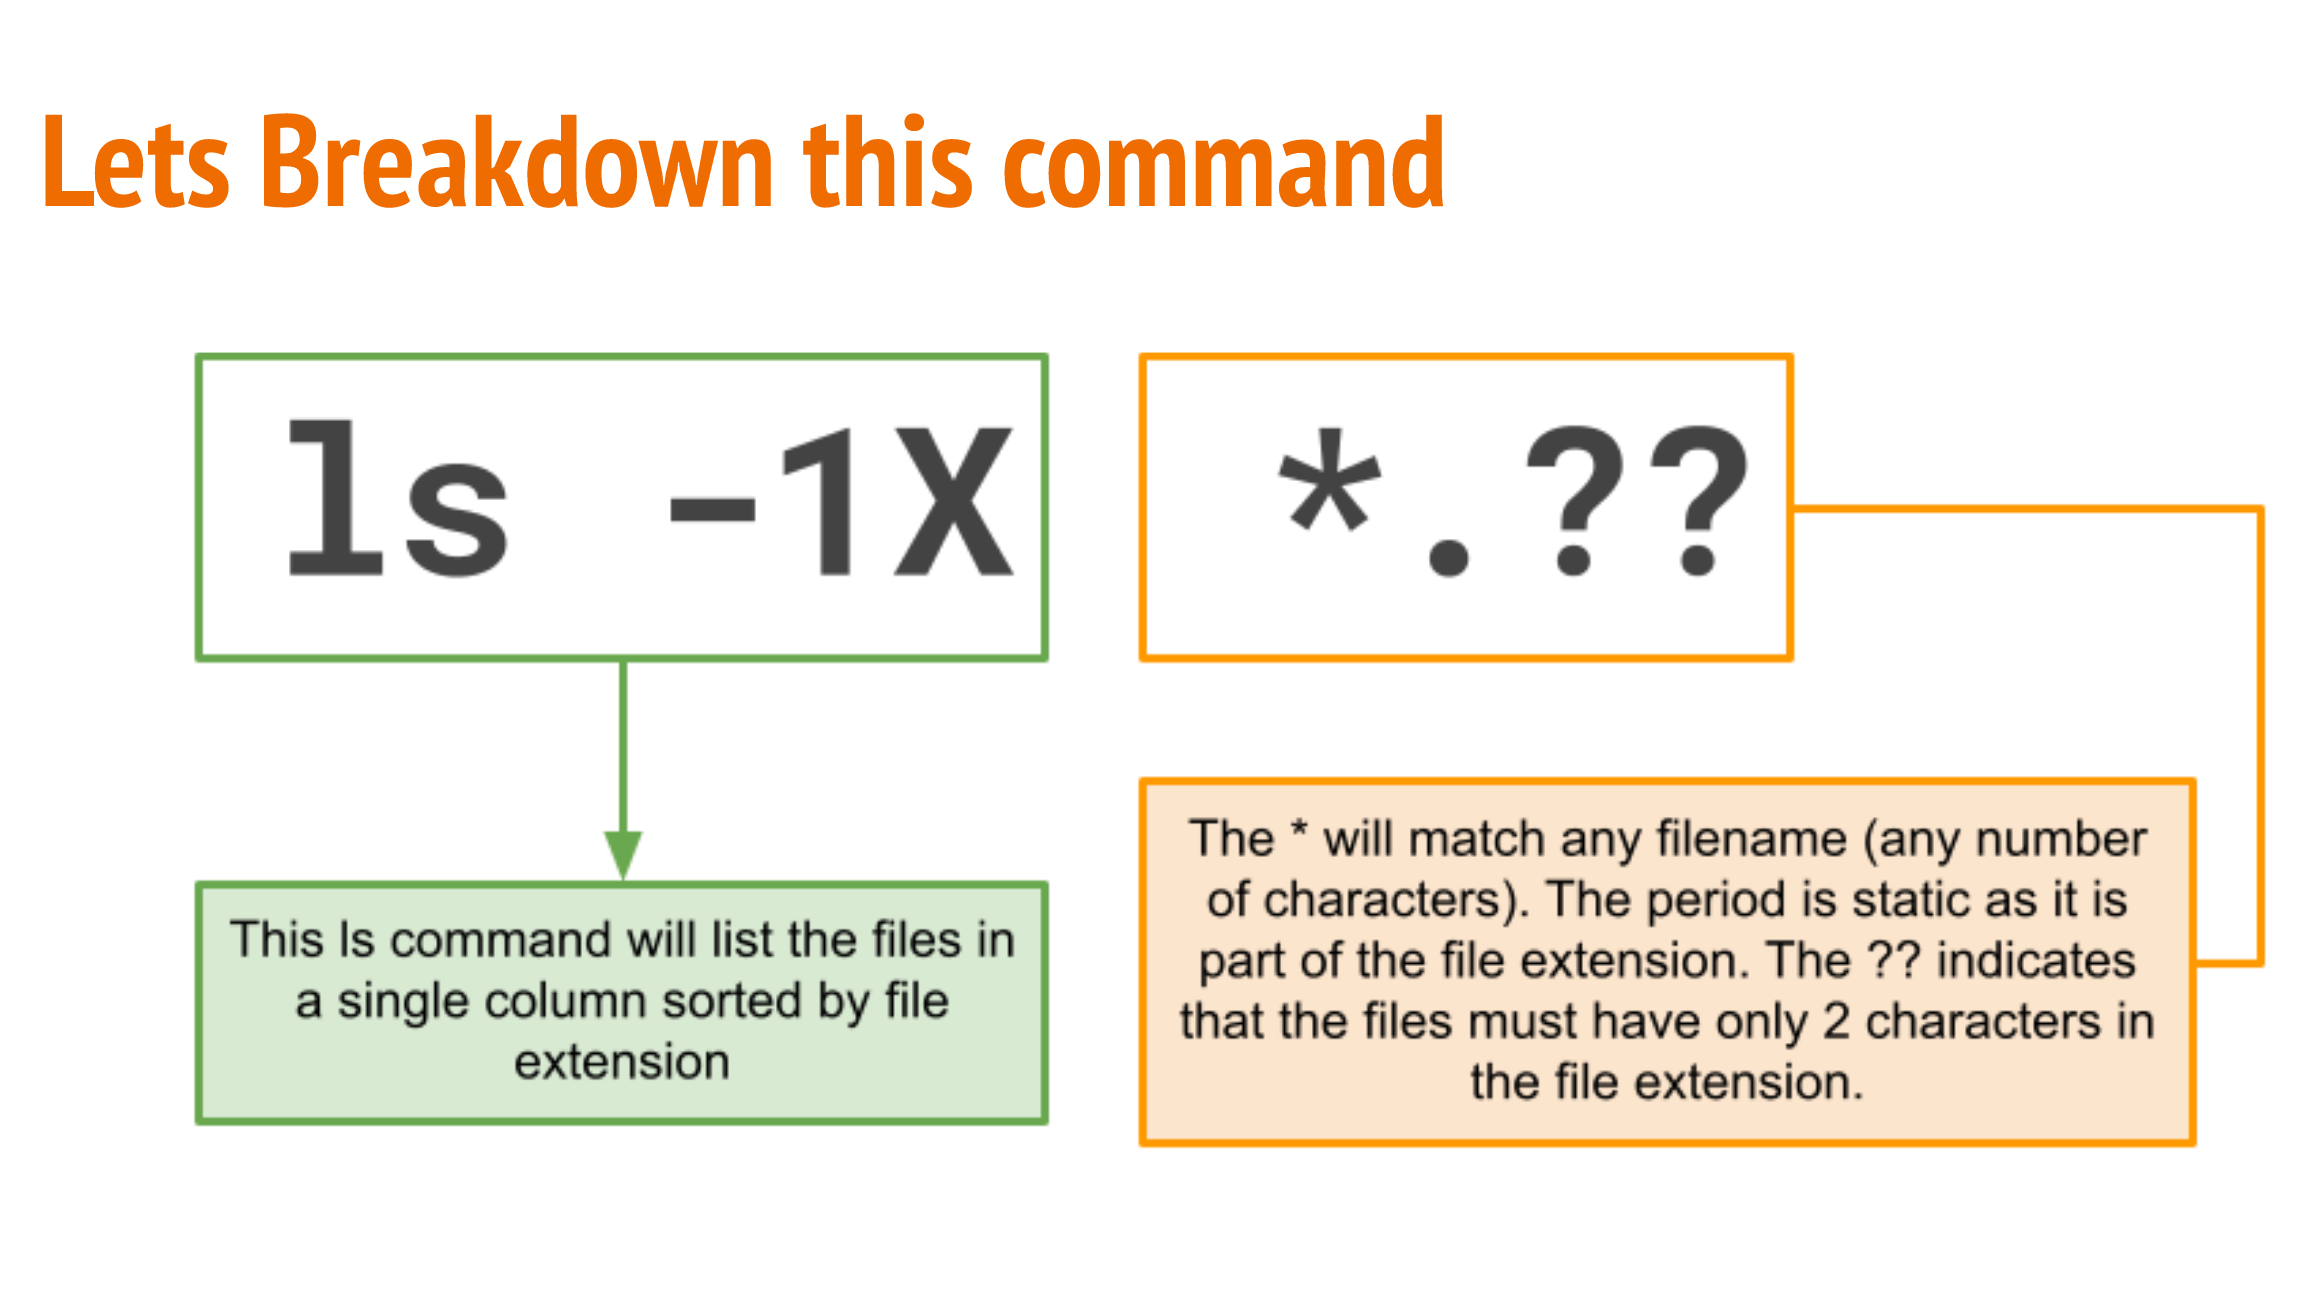 Lets Breakdown this command
ls -1X *.??
This ls command will list the files in
a single column sorted by file
extension
The * will match any filename (any number
of characters). The period is static as it is
part of the file extension. The ?? indicates
that the files must have only 2 characters in
the file extension.